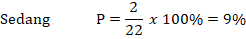 Sedang P = 2/22 x 100% = 9%